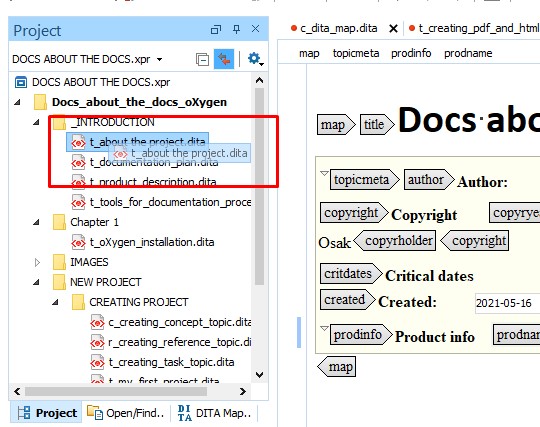 Project
DOCS ABOUT THE DOCS.xpr
DOCS ABOUT THE DOCS.xpr
Docs_about_the_docs_oXygen
_INTRODUCTION
t_about the project.dita
t_about the project.dita
t_documentation_plan.dita
t_product_description.dita
t_tools_for_documentation_proce
Chapter 1
t_oXygen_installation.dita
IMAGES
NEW PROJECT
CREATING PROJECT
c_creating_concept_topic.dita
r_creating_reference_topic.dita
t_creating_task_topic.dita
t_my_first_project.dita
Project
Open/Find..
DITA Map..
c_dita_map.dita
t_creating_pdf_and_html
map topicmeta prodinfo prodname
map title Docs·abo
topicmeta author Author:
copyright Copyright copyrye
Osak copyrholder copyright
critdates Critical dates
created Created: 2021-05-16
prodinfo Product info prodnam
map